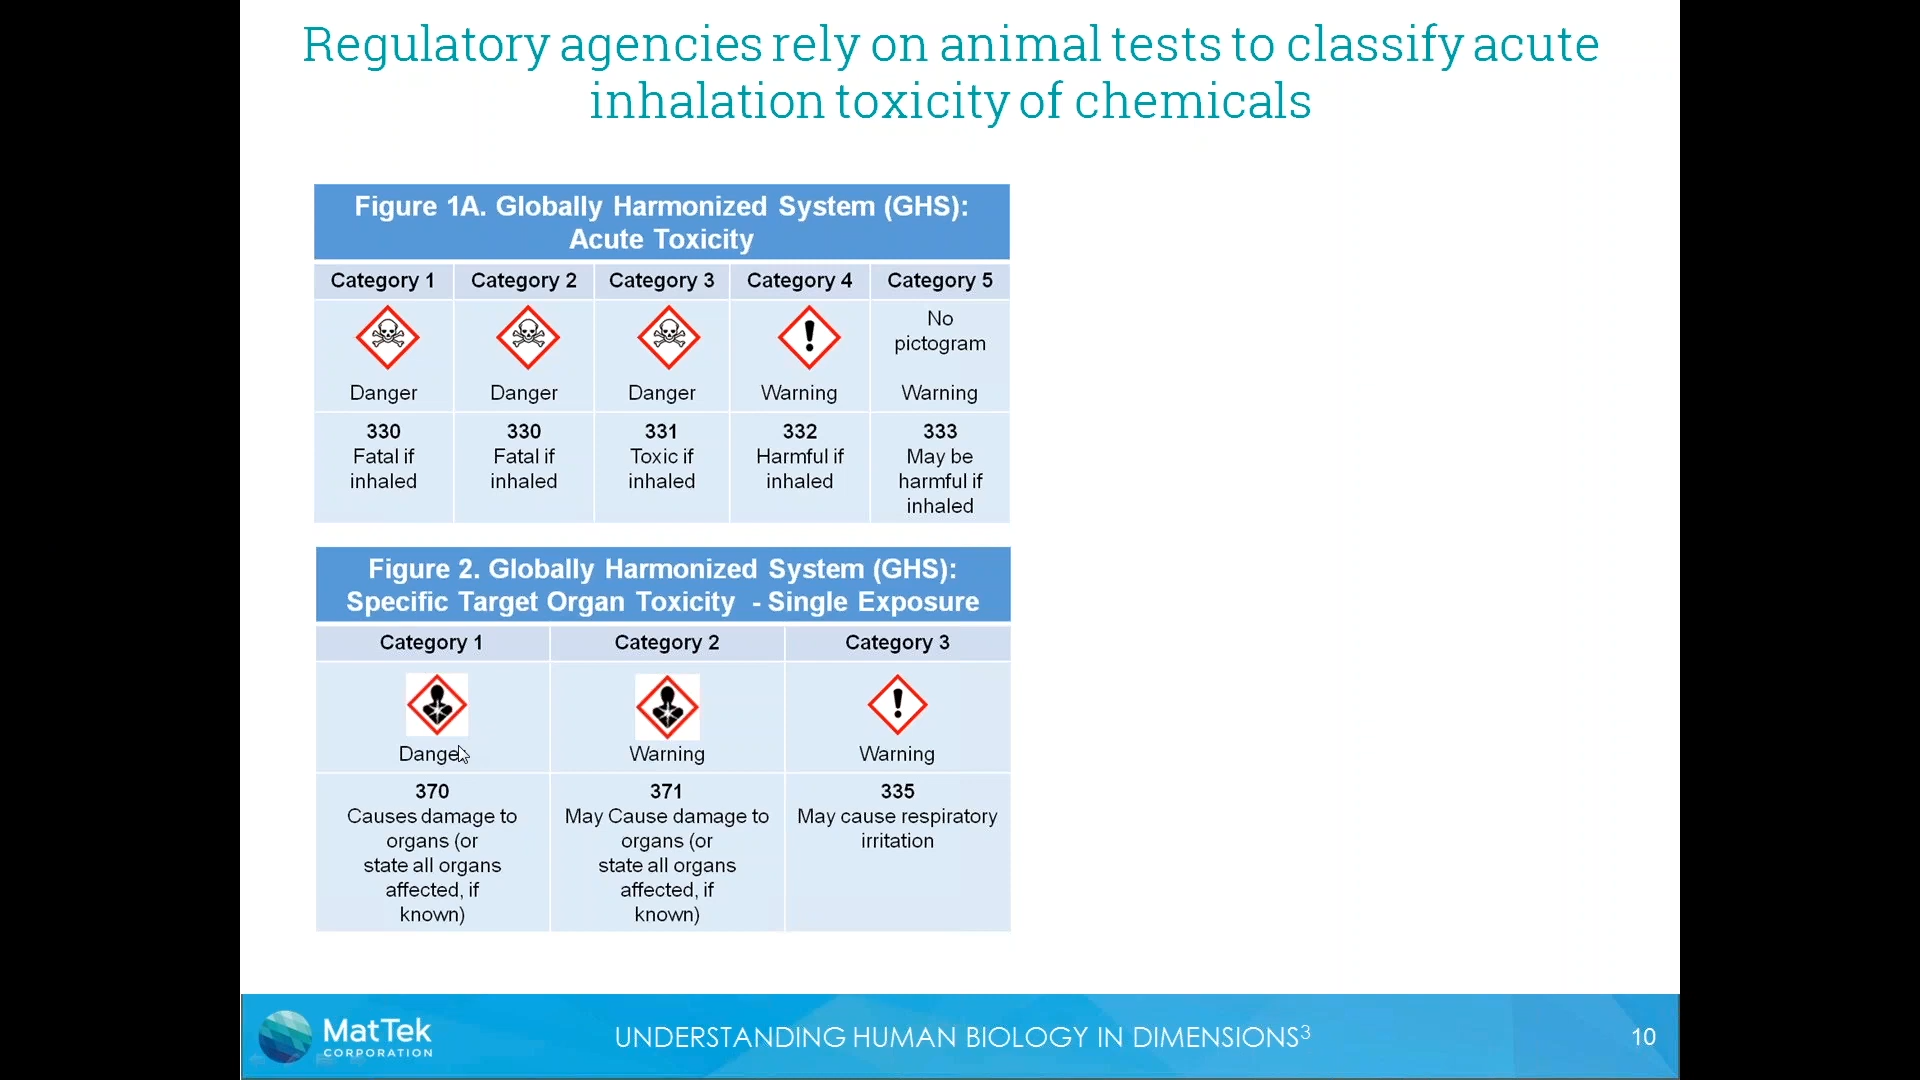 Regulatory agencies rely on animal tests to classify acute
inhalation toxicity of chemicals
Figure 1A. Globally Harmonized System (GHS):
Acute Toxicity
Category 1
Category 2
Category 3
Category 4
Category 5
Danger
Danger
Danger
Warning
No
pictogram
Warning
330
Fatal if
inhaled
330
Fatal if
inhaled
331
Toxic if
inhaled
332
Harmful if
inhaled
333
May be
harmful if
inhaled
Figure 2. Globally Harmonized System (GHS):
Specific Target Organ Toxicity - Single Exposure
Category 1
Category 2
Category 3
Danger
Warning
Warning
370
Causes damage to
organs (or
state all organs
affected, if
known)
371
May Cause damage to
organs (or
state all organs
affected, if
known)
335
May cause respiratory
irritation
MatTek
CORPORATION
UNDERSTANDING HUMAN BIOLOGY IN DIMENSIONS³
10